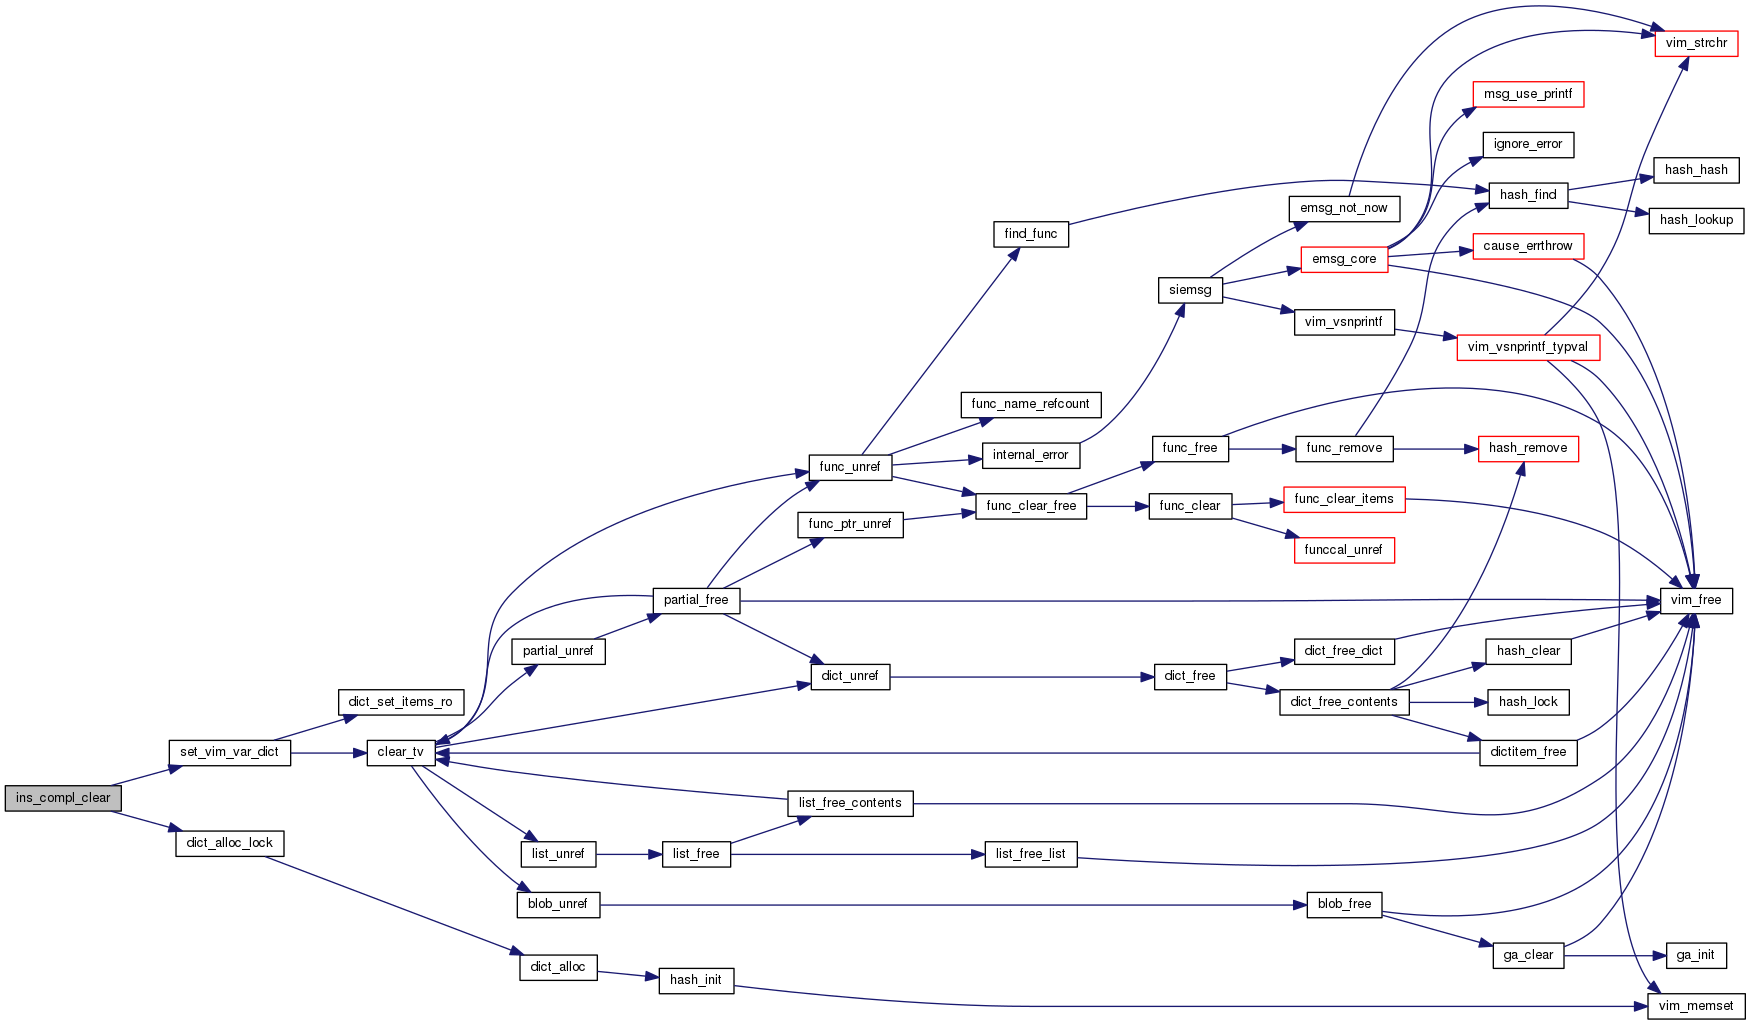 vim_strchr
msg_use_printf
ignore_error
hash_hash
hash_find
emsg_not_now
hash_lookup
find_func
cause_errthrow
emsg_core
siemsg
vim_vsnprintf
vim_vsnprintf_typval
func_name_refcount
func_free
func_remove
hash_remove
internal_error
func_unref
func_clear_items
func_clear_free
func_clear
func_ptr_unref
funccal_unref
partial_free
vim_free
partial_unref
dict_free_dict
hash_clear
dict_unref
dict_free
dict_set_items_ro
dict_free_contents
hash_lock
set_vim_var_dict
clear_tv
dictitem_free
ins_compl_clear
list_free_contents
dict_alloc_lock
list_unref
list_free
list_free_list
blob_unref
blob_free
ga_clear
ga_init
dict_alloc
hash_init
vim_memset